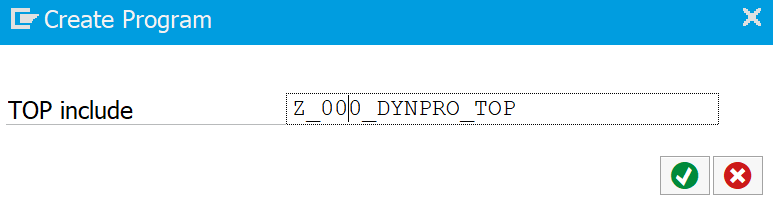 Create Program
TOP include Z_000_DYNPRO_TOP